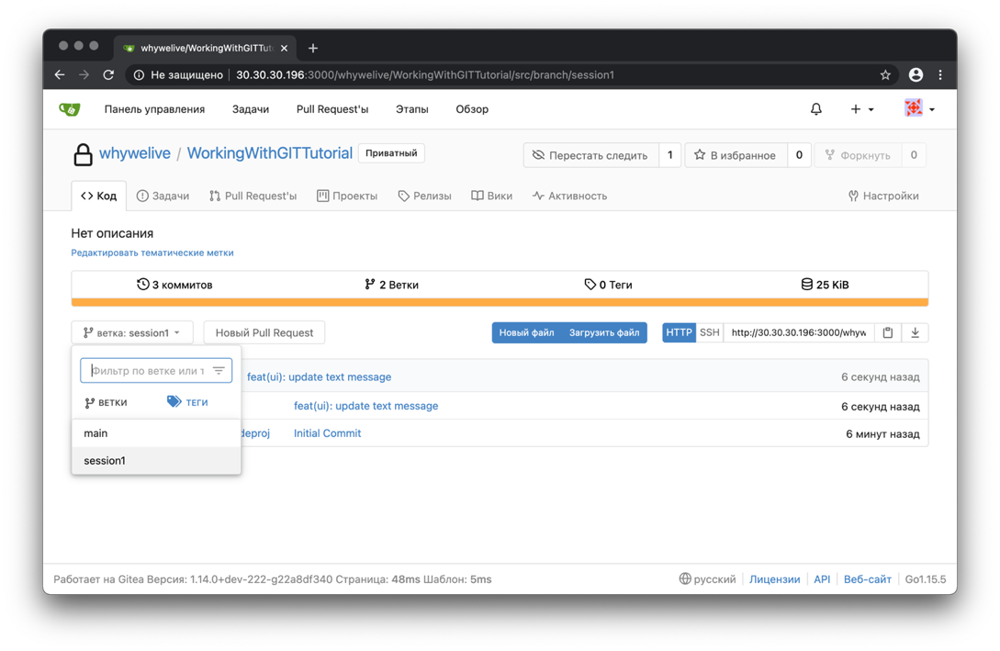 whywelive/WorkingWithGITTuto
Не защищено 30.30.30.196:3000/whywelive/WorkingWithGITTutorial/src/branch/session1
Панель управления Задачи Pull Request'ы Этапы Обзор
whywelive / WorkingWithGITTutorial Приватный Перестать следить 1 В избранное 0 Форкнуть 0
Код Задачи Pull Request'ы Проекты Релизы Вики Активность Настройки
Нет описания
Редактировать тематические метки
3 коммитов 2 Ветки 0 Теги 25 KiB
ветка: session1 Новый Pull Request Новый файл Загрузить файл HTTP SSH http://30.30.30.196:3000/whyw
Фильтр по ветке или т feat(ui): update text message 6 секунд назад
ВЕТКИ ТЕГИ feat(ui): update text message 6 секунд назад
main deproj Initial Commit 6 минут назад
session1
Работает на Gitea Версия: 1.14.0+dev-222-g22a8df340 Страница: 48ms Шаблон: 5ms русский Лицензии API Веб-сайт Go1.15.5